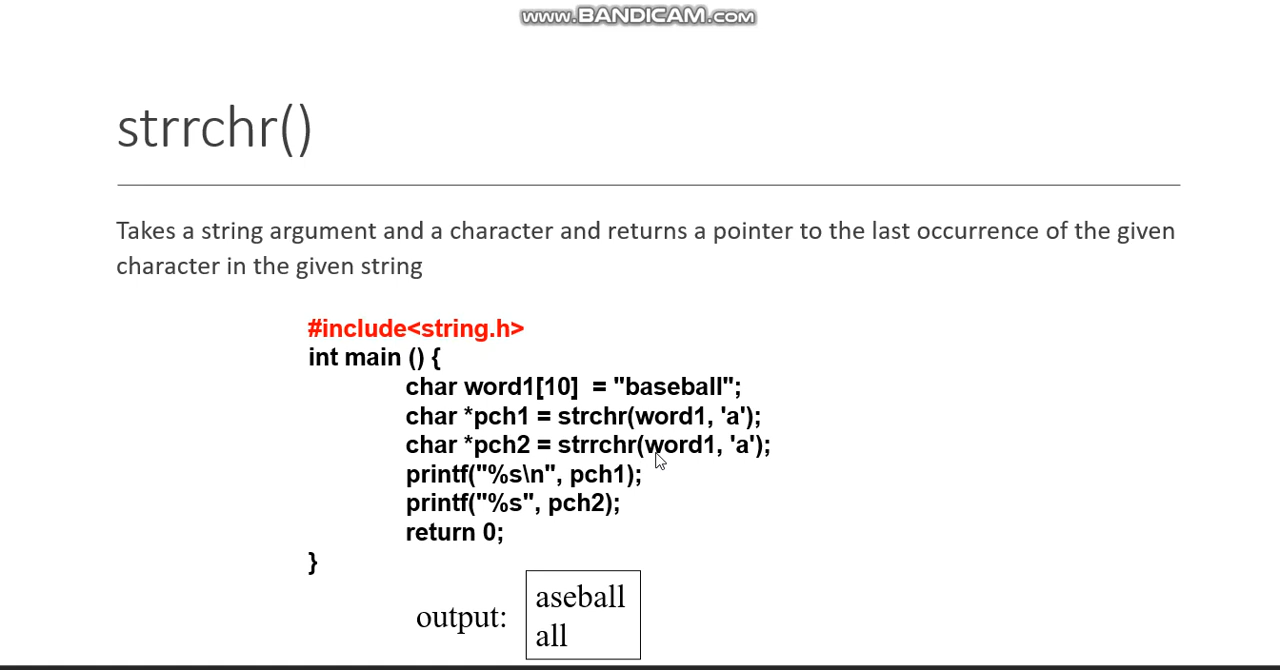 www.BANDICAM.com
strrchr()
Takes a string argument and a character and returns a pointer to the last occurrence of the given
character in the given string
#include<string.h>
int main () {
char word1[10]  = "baseball";
char *pch1 = strchr(word1, 'a');
char *pch2 = strrchr(word1, 'a');
printf("%s\n", pch1);
printf("%s", pch2);
return 0;
}
output:
aseball
all